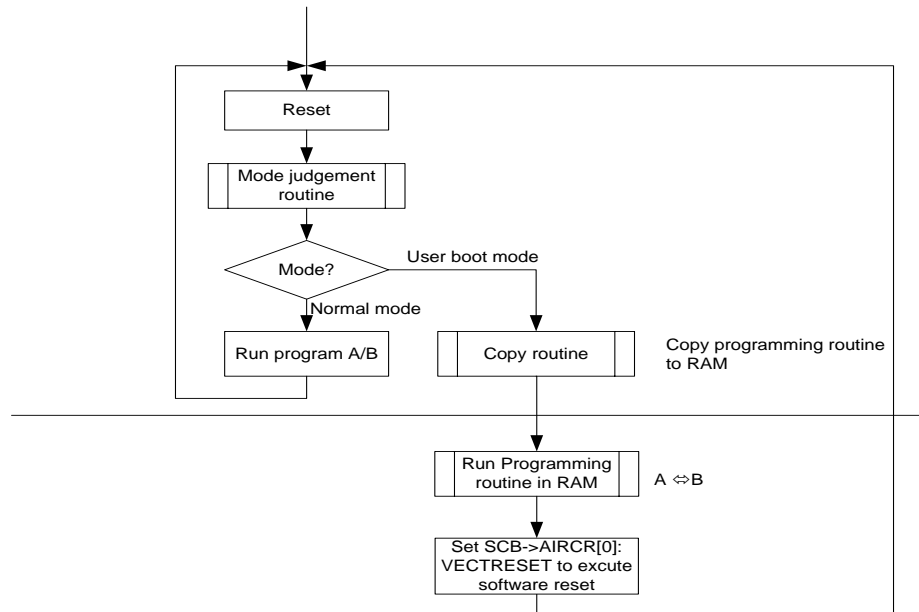 Reset
Mode judgement
routine
Mode?
User boot mode
Normal mode
Run program A/B
Copy routine
Copy programming routine
to RAM
Run Programming
routine in RAM
A ⇔B
Set SCB->AIRCR[0]:
VECTRESET to excute
software reset